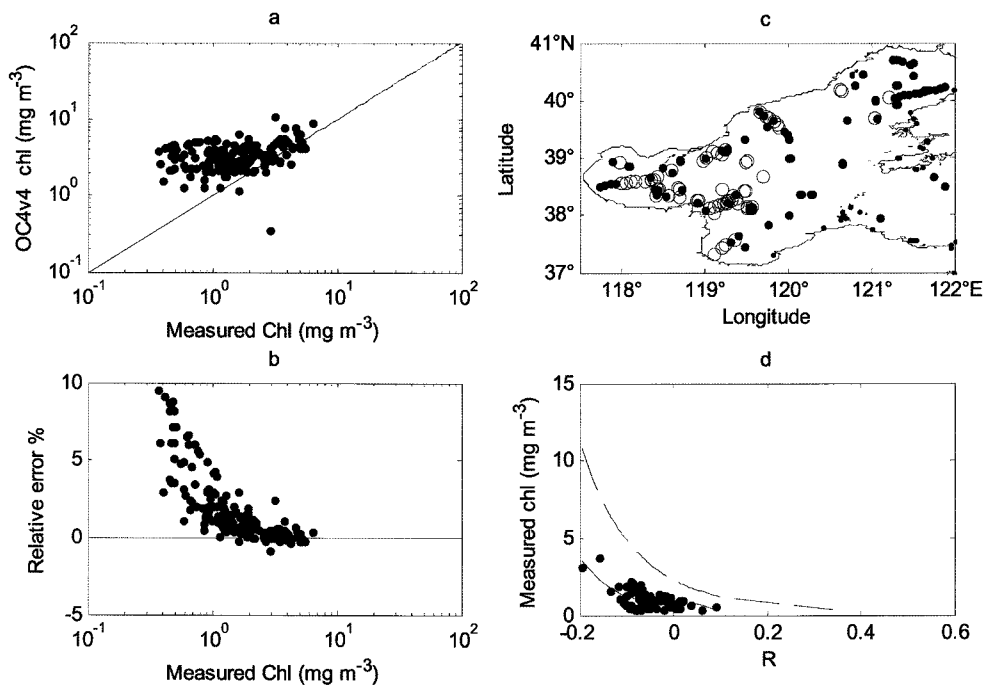 a
10²
10¹
10⁰
10⁻¹
OC4v4 chl (mg m⁻³)
10⁻¹ 10⁰ 10¹ 10²
Measured Chl (mg m⁻³)
c
41°N
40°
39°
38°
37°
Latitude
118° 119° 120° 121° 122°E
Longitude
b
10
5
0
-5
Relative error %
10⁻¹ 10⁰ 10¹ 10²
Measured Chl (mg m⁻³)
d
15
10
5
0
Measured chl (mg m⁻³)
-0.2 0 0.2 0.4 0.6
R